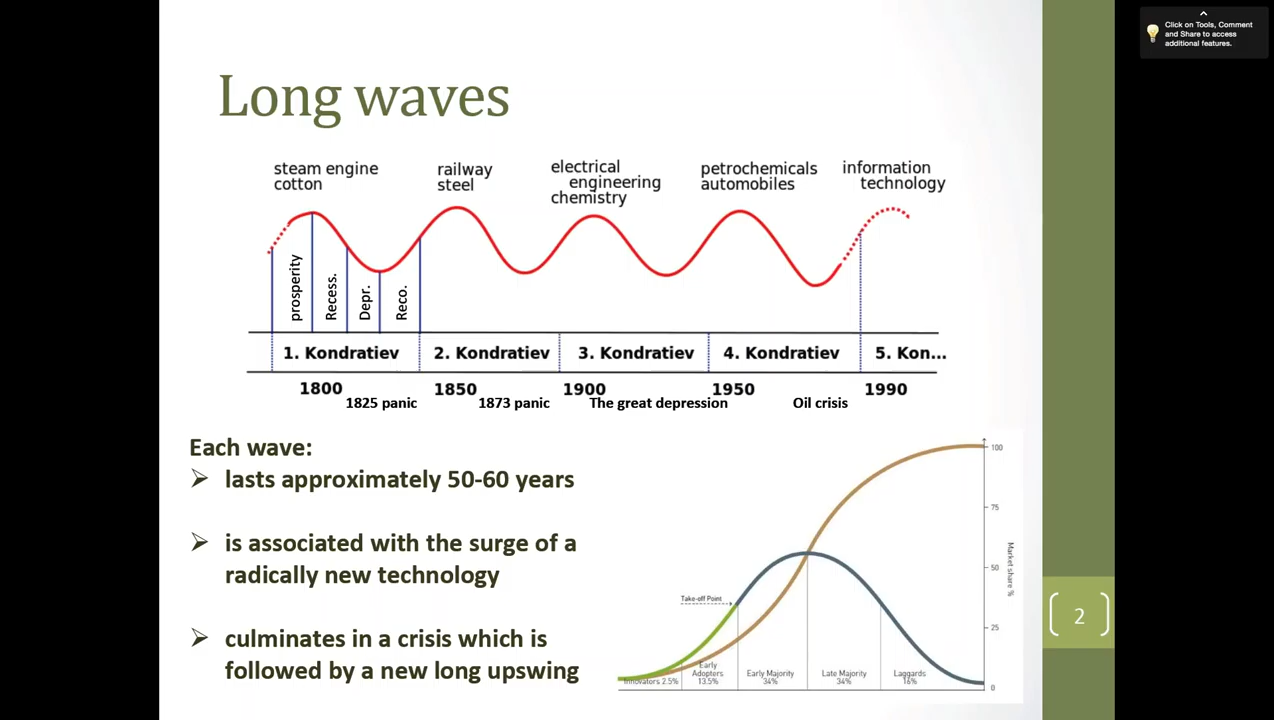 Click on Tools, Comment
and Share to access
additional features.
Long waves
steam engine
cotton
railway
steel
electrical
engineering
chemistry
petrochemicals
automobiles
information
technology
prosperity
Recess.
Depr.
Reco.
1. Kondratiev
2. Kondratiev
3. Kondratiev
4. Kondratiev
5. Kon...
1800
1850
1900
1950
1990
1825 panic
1873 panic
The great depression
Oil crisis
Each wave:
lasts approximately 50-60 years
is associated with the surge of a
radically new technology
culminates in a crisis which is
followed by a new long upswing
100
75
50
25
0
Market share %
Take-off Point
Innovators 2.5%
Early
Adopters
13.5%
Early Majority
34%
Late Majority
34%
Laggards
16%
2